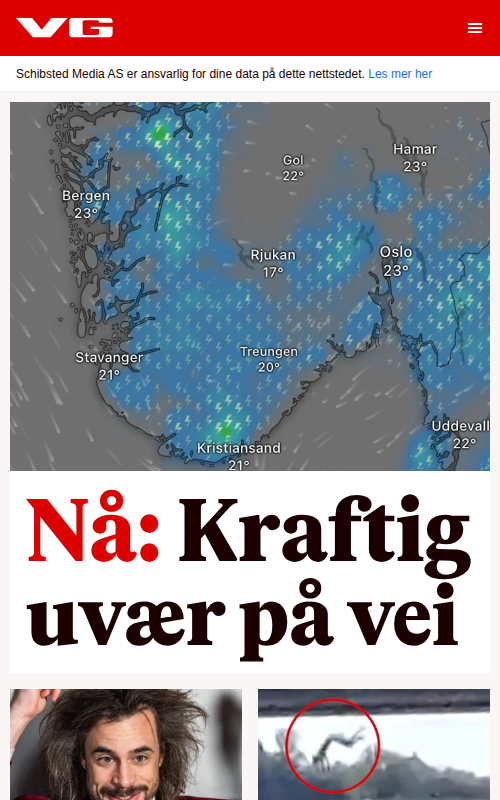 VG
Schibsted Media AS er ansvarlig for dine data på dette nettstedet. Les mer her
Gol
22°
Hamar
23°
Bergen
23°
Rjukan
17°
Oslo
23°
Stavanger
21°
Treungen
20°
Uddevall
22°
Kristiansand
21°
Nå: Kraftig
uvær på vei